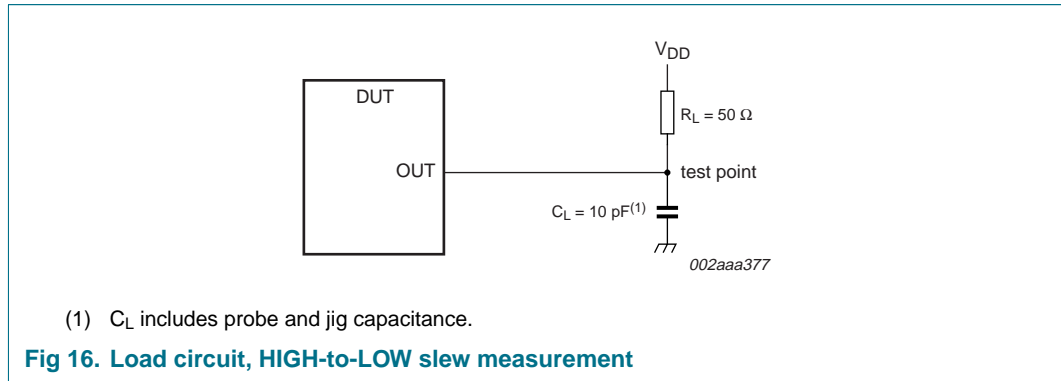 V_DD
DUT
R_L = 50 Ω
OUT
test point
C_L = 10 pF(1)
002aaa377
(1) C_L includes probe and jig capacitance.
Fig 16. Load circuit, HIGH-to-LOW slew measurement